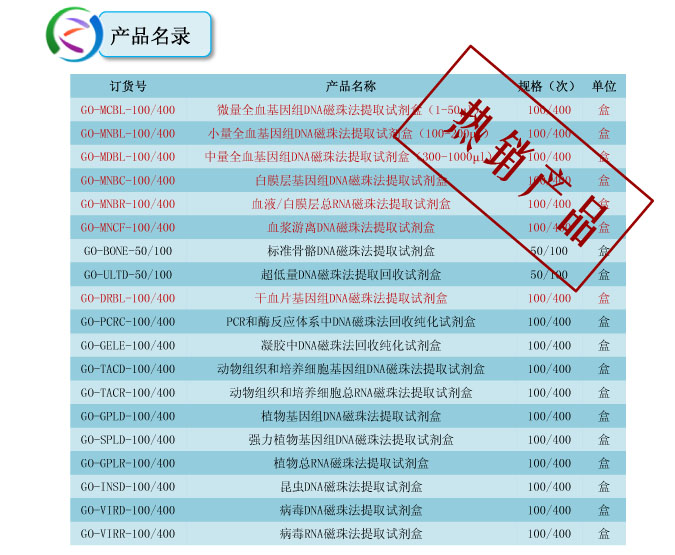 产品名录
订货号 产品名称 规格（次） 单位
GO-MCBL-100/400 微量全血基因组DNA磁珠法提取试剂盒（1-50μl） 100/400 盒
GO-MNBL-100/400 小量全血基因组DNA磁珠法提取试剂盒（100-200μl） 100/400 盒
GO-MDBL-100/400 中量全血基因组DNA磁珠法提取试剂盒（300-1000μl） 100/400 盒
GO-MNBC-100/400 白膜层基因组DNA磁珠法提取试剂盒 100/400 盒
GO-MNBR-100/400 血液/白膜层总RNA磁珠法提取试剂盒 100/400 盒
GO-MNCF-100/400 血浆游离DNA磁珠法提取试剂盒 100/400 盒
GO-BONE-50/100 标准骨骼DNA磁珠法提取试剂盒 50/100 盒
GO-ULTD-50/100 超低量DNA磁珠法提取回收试剂盒 50/100 盒
GO-DRBL-100/400 干血片基因组DNA磁珠法提取试剂盒 100/400 盒
GO-PCRC-100/400 PCR和酶反应体系中DNA磁珠法回收纯化试剂盒 100/400 盒
GO-GELE-100/400 凝胶中DNA磁珠法回收纯化试剂盒 100/400 盒
GO-TACD-100/400 动物组织和培养细胞基因组DNA磁珠法提取试剂盒 100/400 盒
GO-TACR-100/400 动物组织和培养细胞总RNA磁珠法提取试剂盒 100/400 盒
GO-GPLD-100/400 植物基因组DNA磁珠法提取试剂盒 100/400 盒
GO-SPLD-100/400 强力植物基因组DNA磁珠法提取试剂盒 100/400 盒
GO-GPLR-100/400 植物总RNA磁珠法提取试剂盒 100/400 盒
GO-INSD-100/400 昆虫DNA磁珠法提取试剂盒 100/400 盒
GO-VIRD-100/400 病毒DNA磁珠法提取试剂盒 100/400 盒
GO-VIRR-100/400 病毒RNA磁珠法提取试剂盒 100/400 盒
热销产品